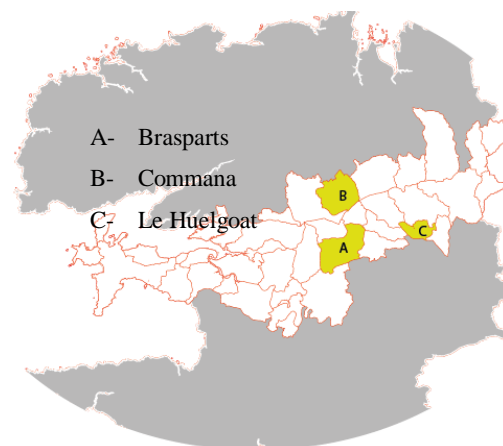 A- Brasparts
B- Commana
C- Le Huelgoat
B
A
C